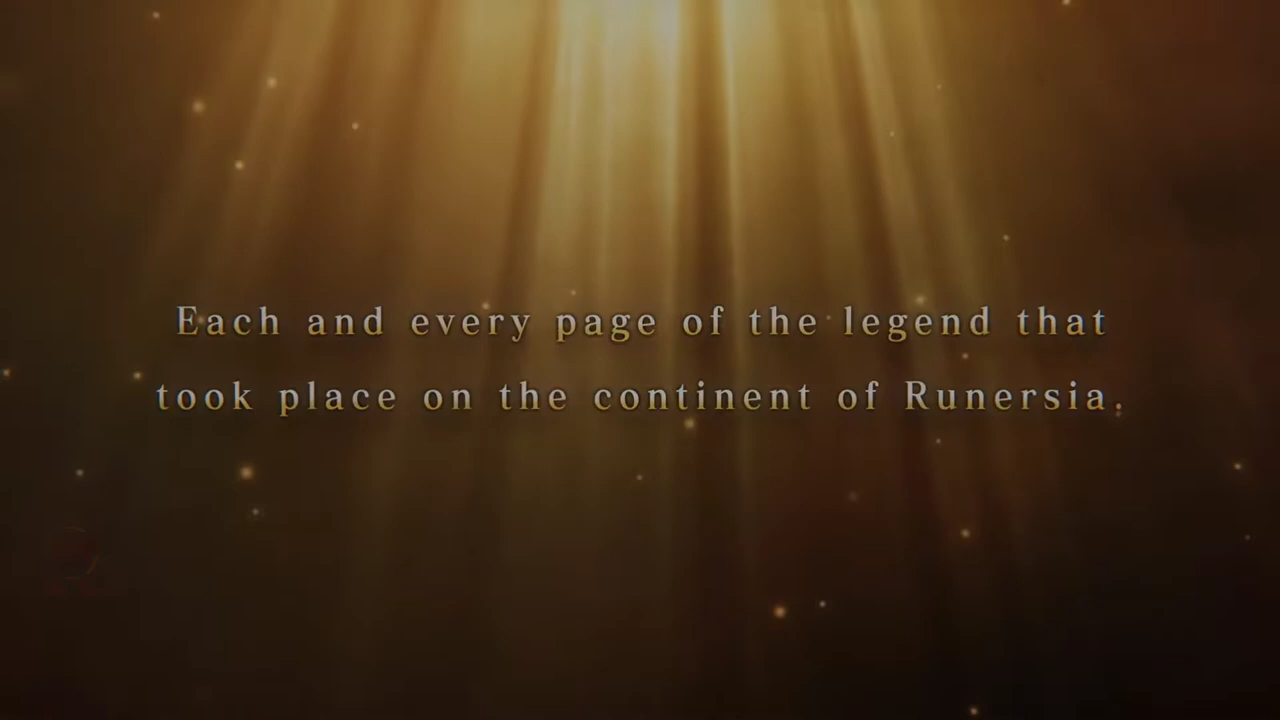 Each and every page of the legend that
took place on the continent of Runersia.